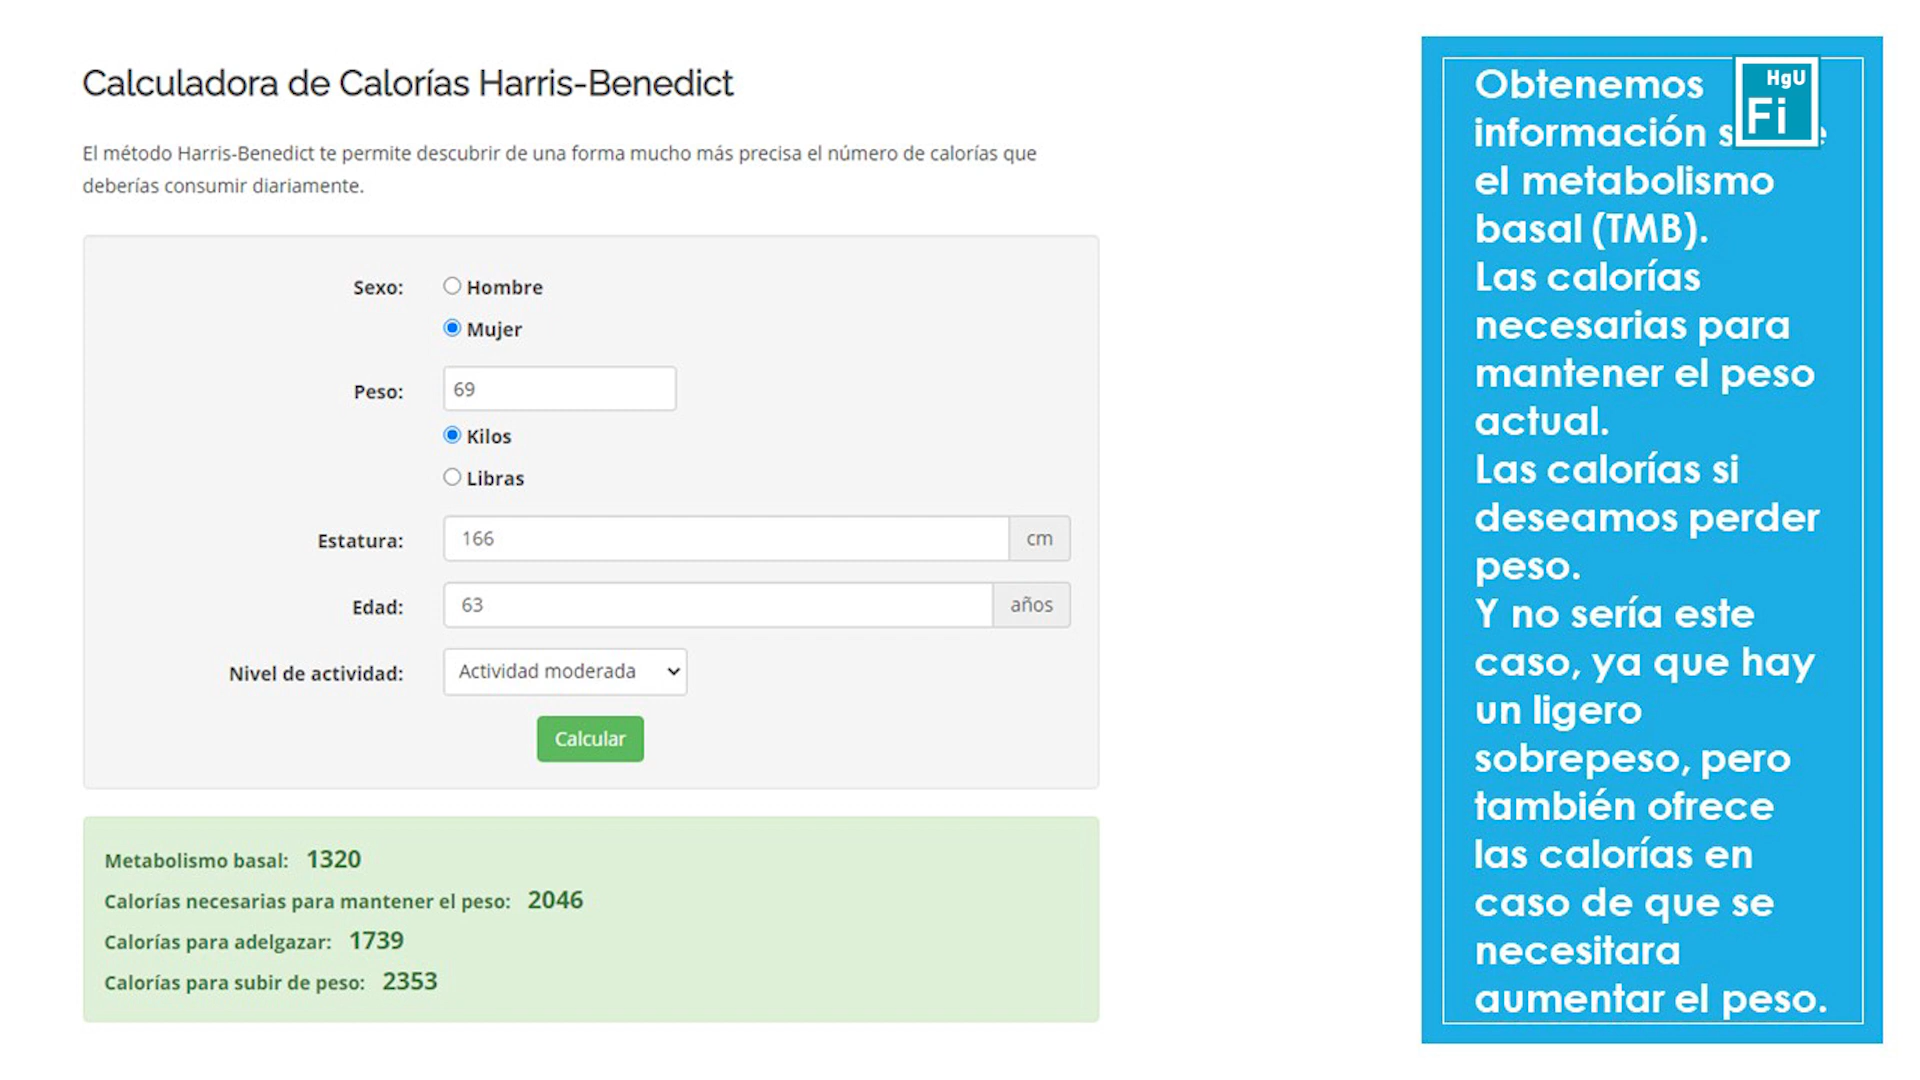 Calculadora de Calorías Harris-Benedict
El método Harris-Benedict te permite descubrir de una forma mucho más precisa el número de calorías que
deberías consumir diariamente.
Sexo:
Hombre
Mujer
Peso:
69
Kilos
Libras
Estatura:
166
cm
Edad:
63
años
Nivel de actividad:
Actividad moderada
Calcular
Metabolismo basal: 1320
Calorías necesarias para mantener el peso: 2046
Calorías para adelgazar: 1739
Calorías para subir de peso: 2353
HgU
Fi
Obtenemos
información
el metabolismo
basal (TMB).
Las calorías
necesarias para
mantener el peso
actual.
Las calorías si
deseamos perder
peso.
Y no sería este
caso, ya que hay
un ligero
sobrepeso, pero
también ofrece
las calorías en
caso de que se
necesitara
aumentar el peso.